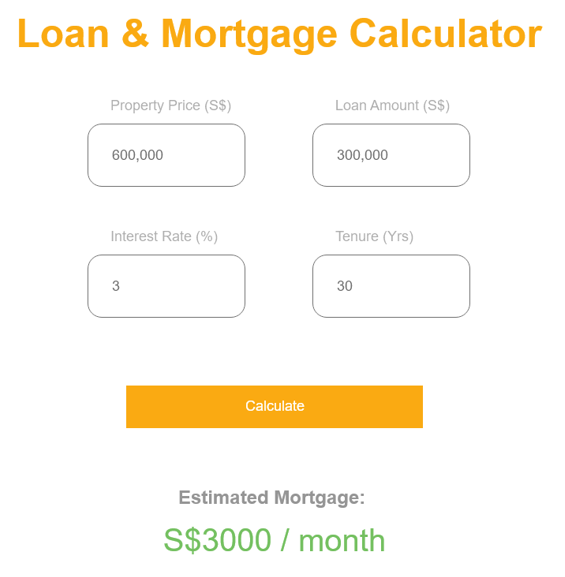 Loan & Mortgage Calculator
Property Price (S$) Loan Amount (S$)
600,000 300,000
Interest Rate (%) Tenure (Yrs)
3 30
Calculate
Estimated Mortgage:
S$3000 / month